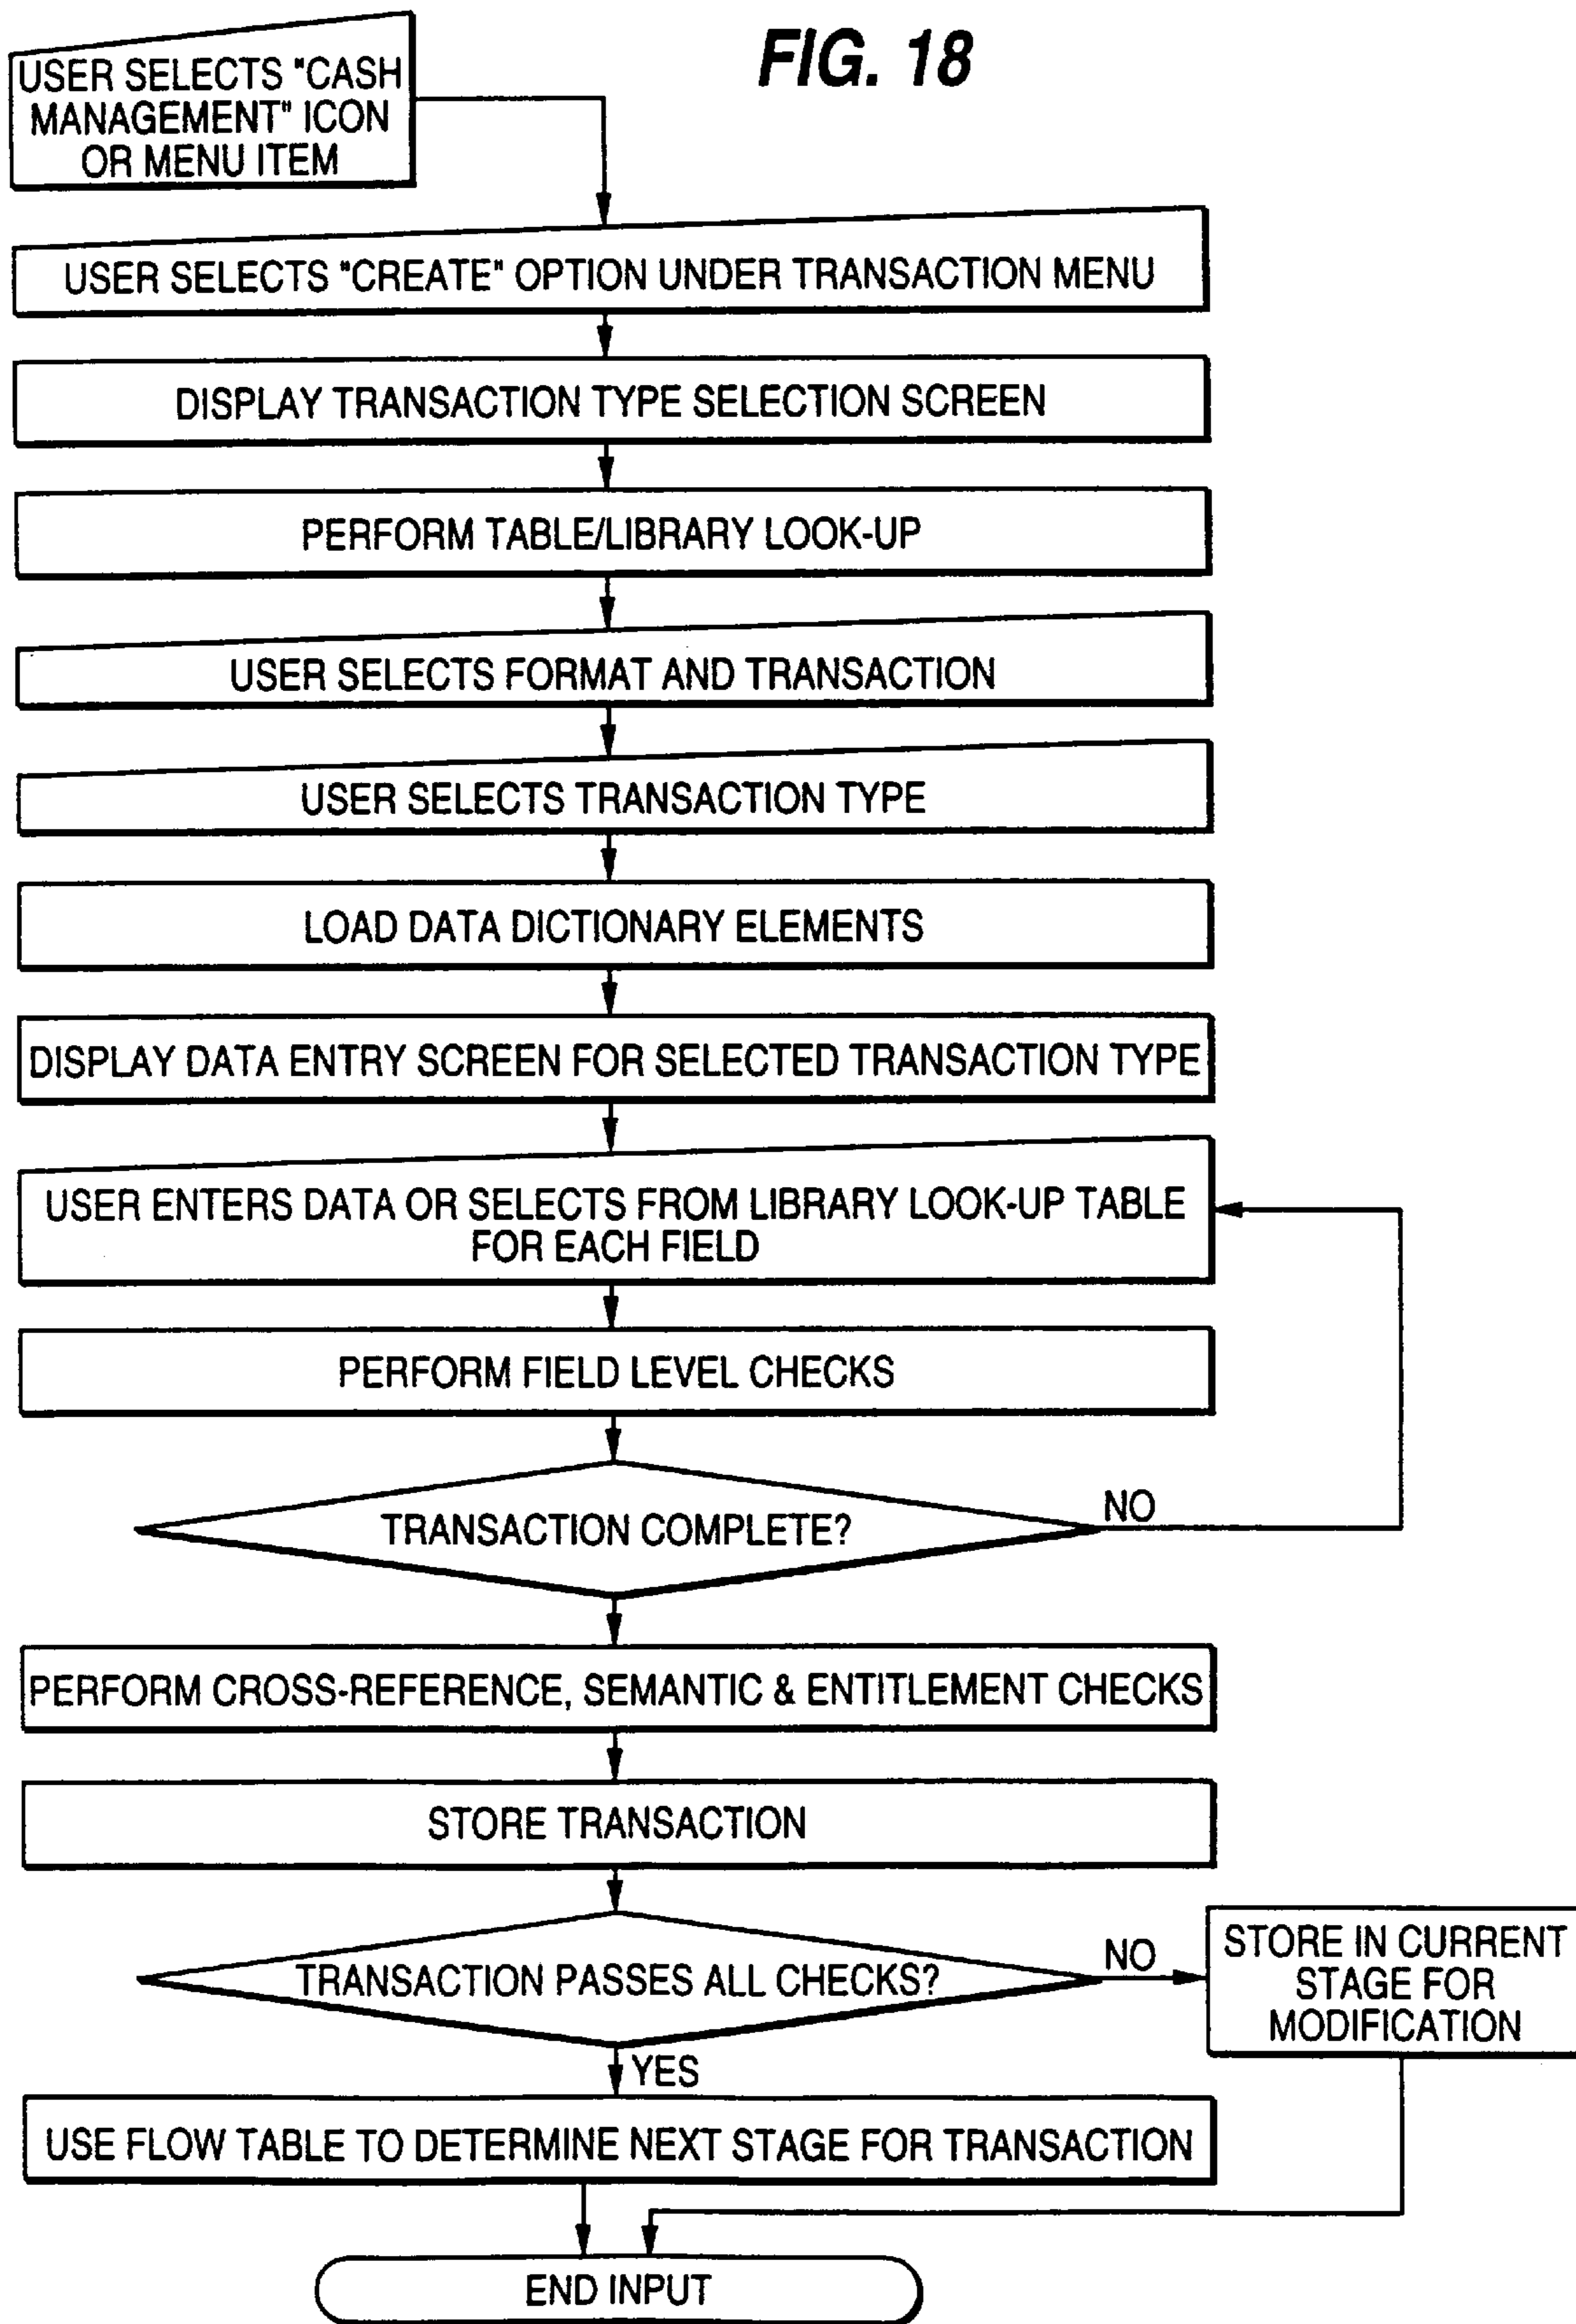 FIG. 18
USER SELECTS "CASH
MANAGEMENT" ICON
OR MENU ITEM
USER SELECTS "CREATE" OPTION UNDER TRANSACTION MENU
DISPLAY TRANSACTION TYPE SELECTION SCREEN
PERFORM TABLE/LIBRARY LOOK-UP
USER SELECTS FORMAT AND TRANSACTION
USER SELECTS TRANSACTION TYPE
LOAD DATA DICTIONARY ELEMENTS
DISPLAY DATA ENTRY SCREEN FOR SELECTED TRANSACTION TYPE
USER ENTERS DATA OR SELECTS FROM LIBRARY LOOK-UP TABLE
FOR EACH FIELD
PERFORM FIELD LEVEL CHECKS
TRANSACTION COMPLETE?
NO
PERFORM CROSS-REFERENCE, SEMANTIC & ENTITLEMENT CHECKS
STORE TRANSACTION
TRANSACTION PASSES ALL CHECKS?
NO
STORE IN CURRENT
STAGE FOR
MODIFICATION
YES
USE FLOW TABLE TO DETERMINE NEXT STAGE FOR TRANSACTION
END INPUT